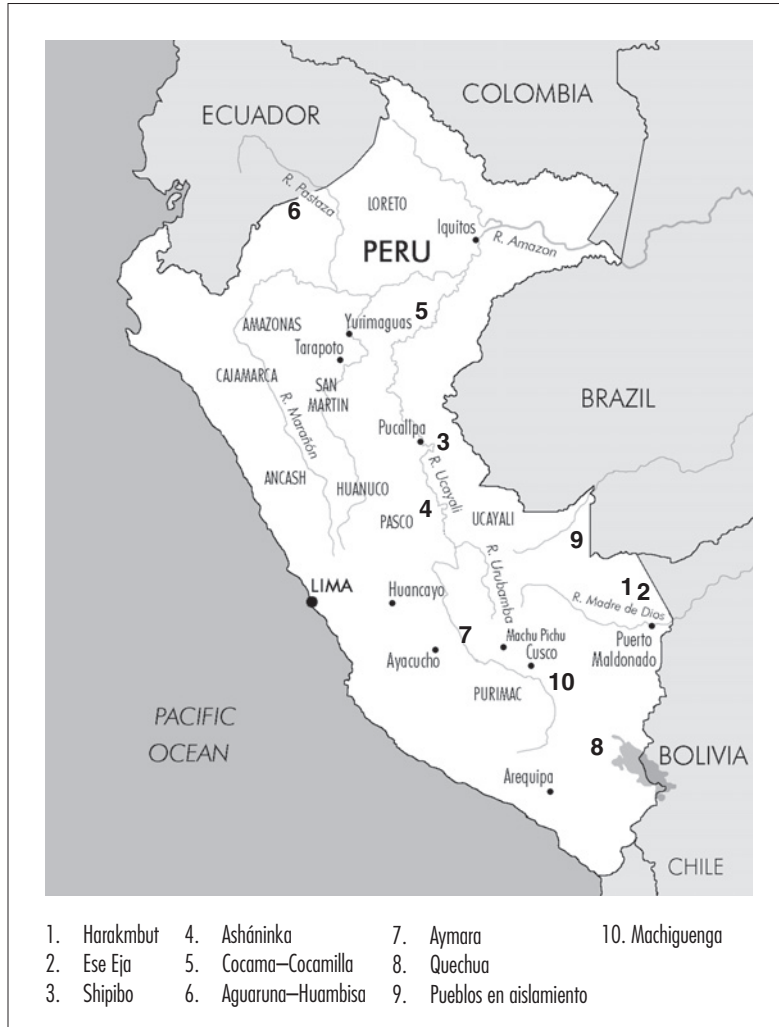 ECUADOR
COLOMBIA
R. Pastaza
6
LORETO
Iquitos
R. Amazon
PERU
5
AMAZONAS
Yurimaguas
Tarapoto
CAJAMARCA
SAN
MARTIN
R. Marañón
BRAZIL
Pucallpa
3
R. Ucayali
ANCASH
HUANUCO
4
PASCO
UCAYALI
9
R. Urubamba
1
2
LIMA
Huancayo
R. Madre de Dios
7
Machu Pichu
Cusco
Puerto
Maldonado
Ayacucho
10
PURIMAC
PACIFIC
OCEAN
8
BOLIVIA
Arequipa
CHILE
1. Harakmbut
2. Ese Eja
3. Shipibo
4. Asháninka
5. Cocama–Cocamilla
6. Aguaruna–Huambisa
7. Aymara
8. Quechua
9. Pueblos en aislamiento
10. Machiguenga